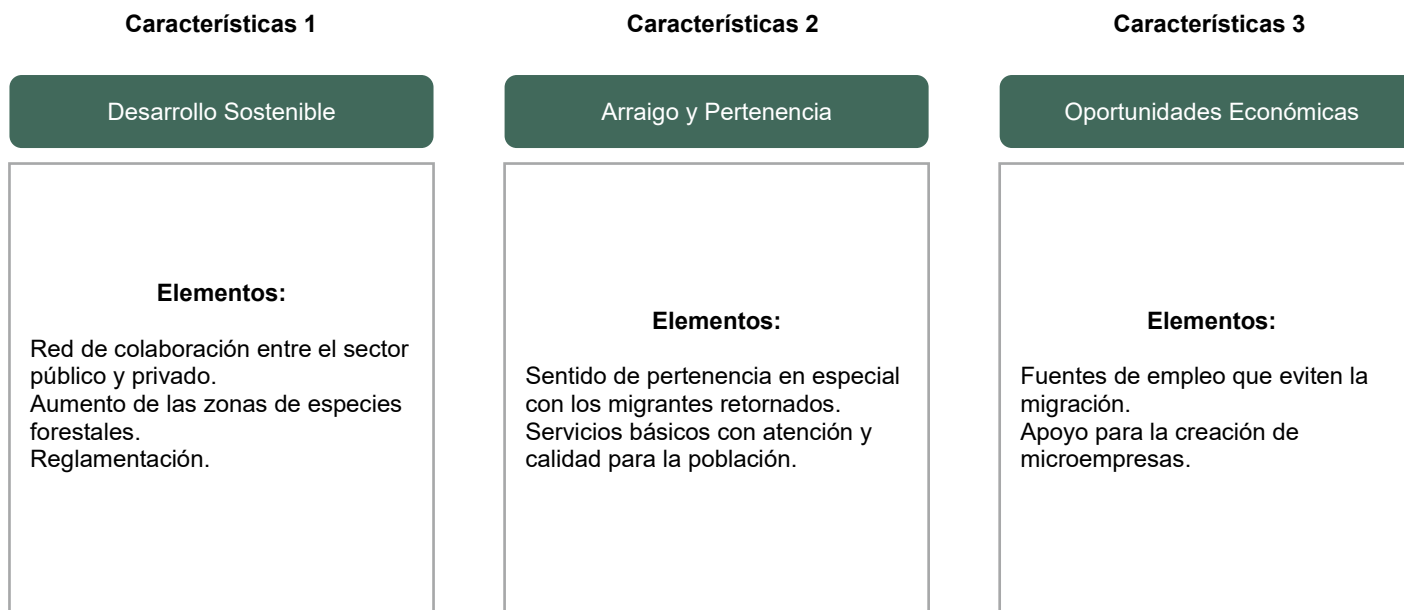 Características 1
Desarrollo Sostenible
Elementos:
Red de colaboración entre el sector
público y privado.
Aumento de las zonas de especies
forestales.
Reglamentación.
Características 2
Arraigo y Pertenencia
Elementos:
Sentido de pertenencia en especial
con los migrantes retornados.
Servicios básicos con atención y
calidad para la población.
Características 3
Oportunidades Económicas
Elementos:
Fuentes de empleo que eviten la
migración.
Apoyo para la creación de
microempresas.